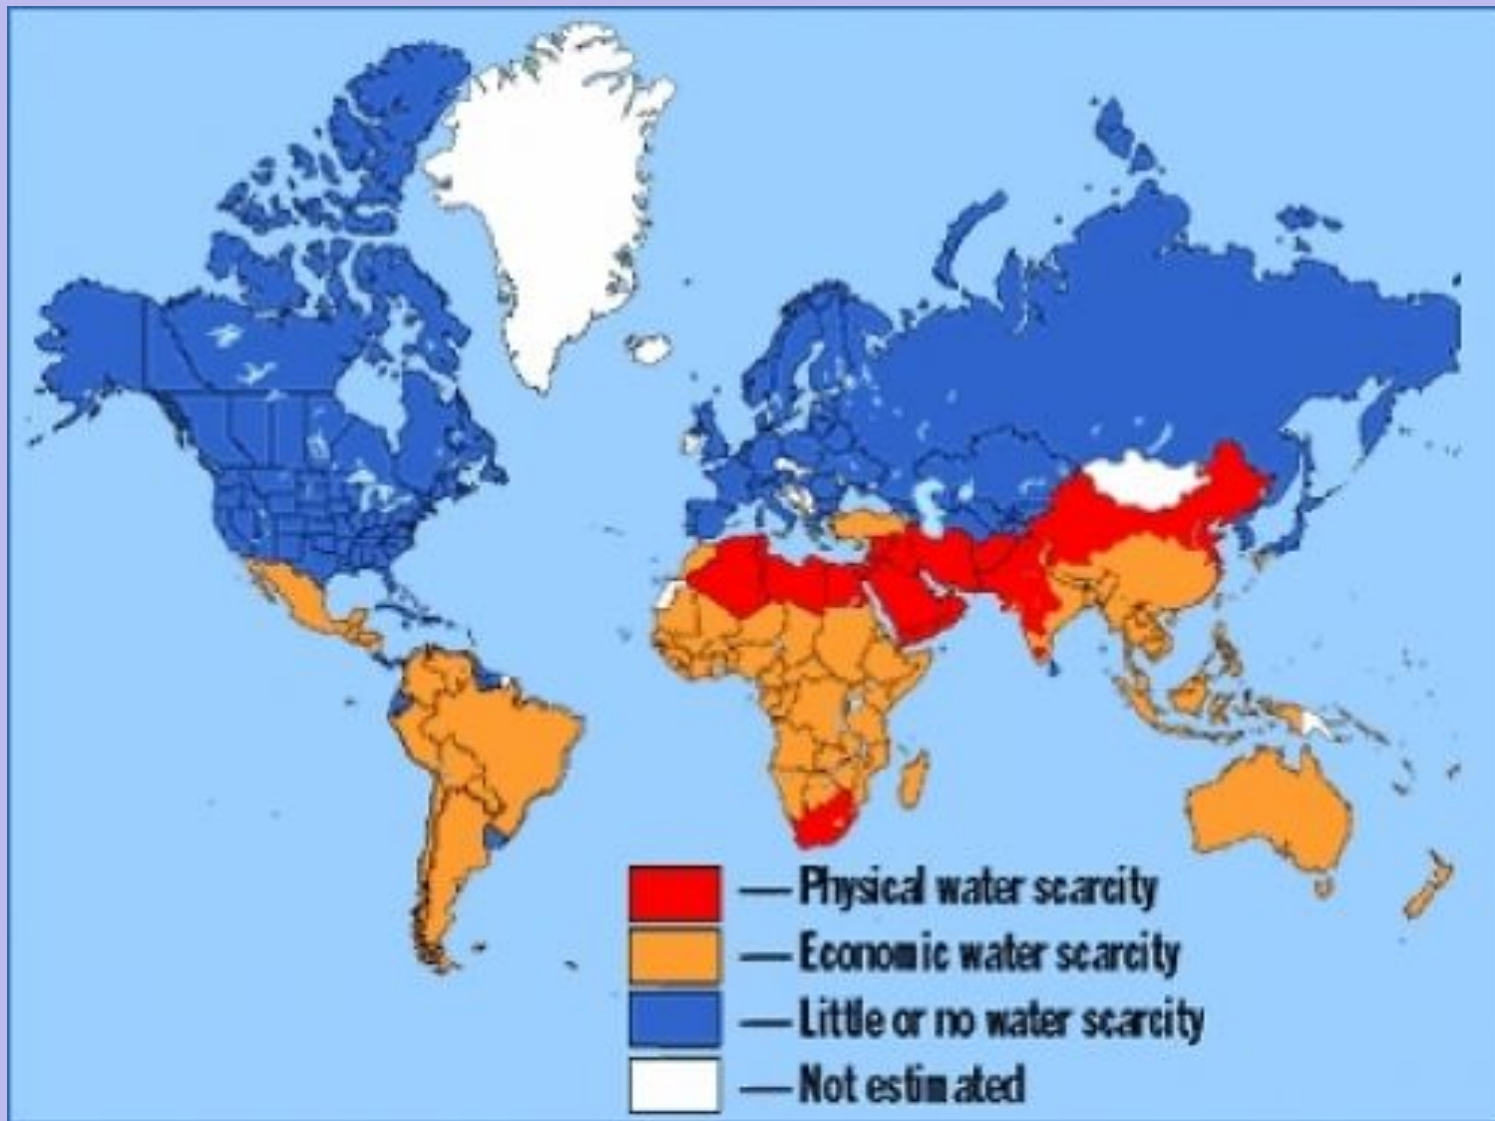 Physical water scarcity
Economic water scarcity
Little or no water scarcity
Not estimated